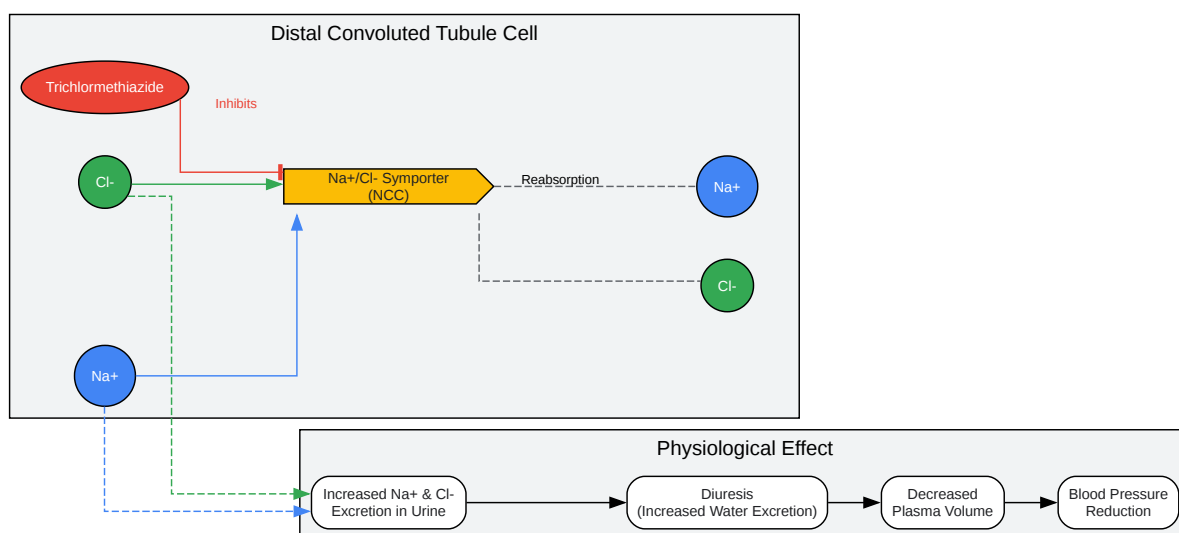 Distal Convoluted Tubule Cell
Trichlormethiazide
Inhibits
Cl-
Na+/Cl- Symporter
(NCC)
Reabsorption
Na+
Cl-
Na+
Physiological Effect
Increased Na+ & Cl-
Excretion in Urine
Diuresis
(Increased Water Excretion)
Decreased
Plasma Volume
Blood Pressure
Reduction